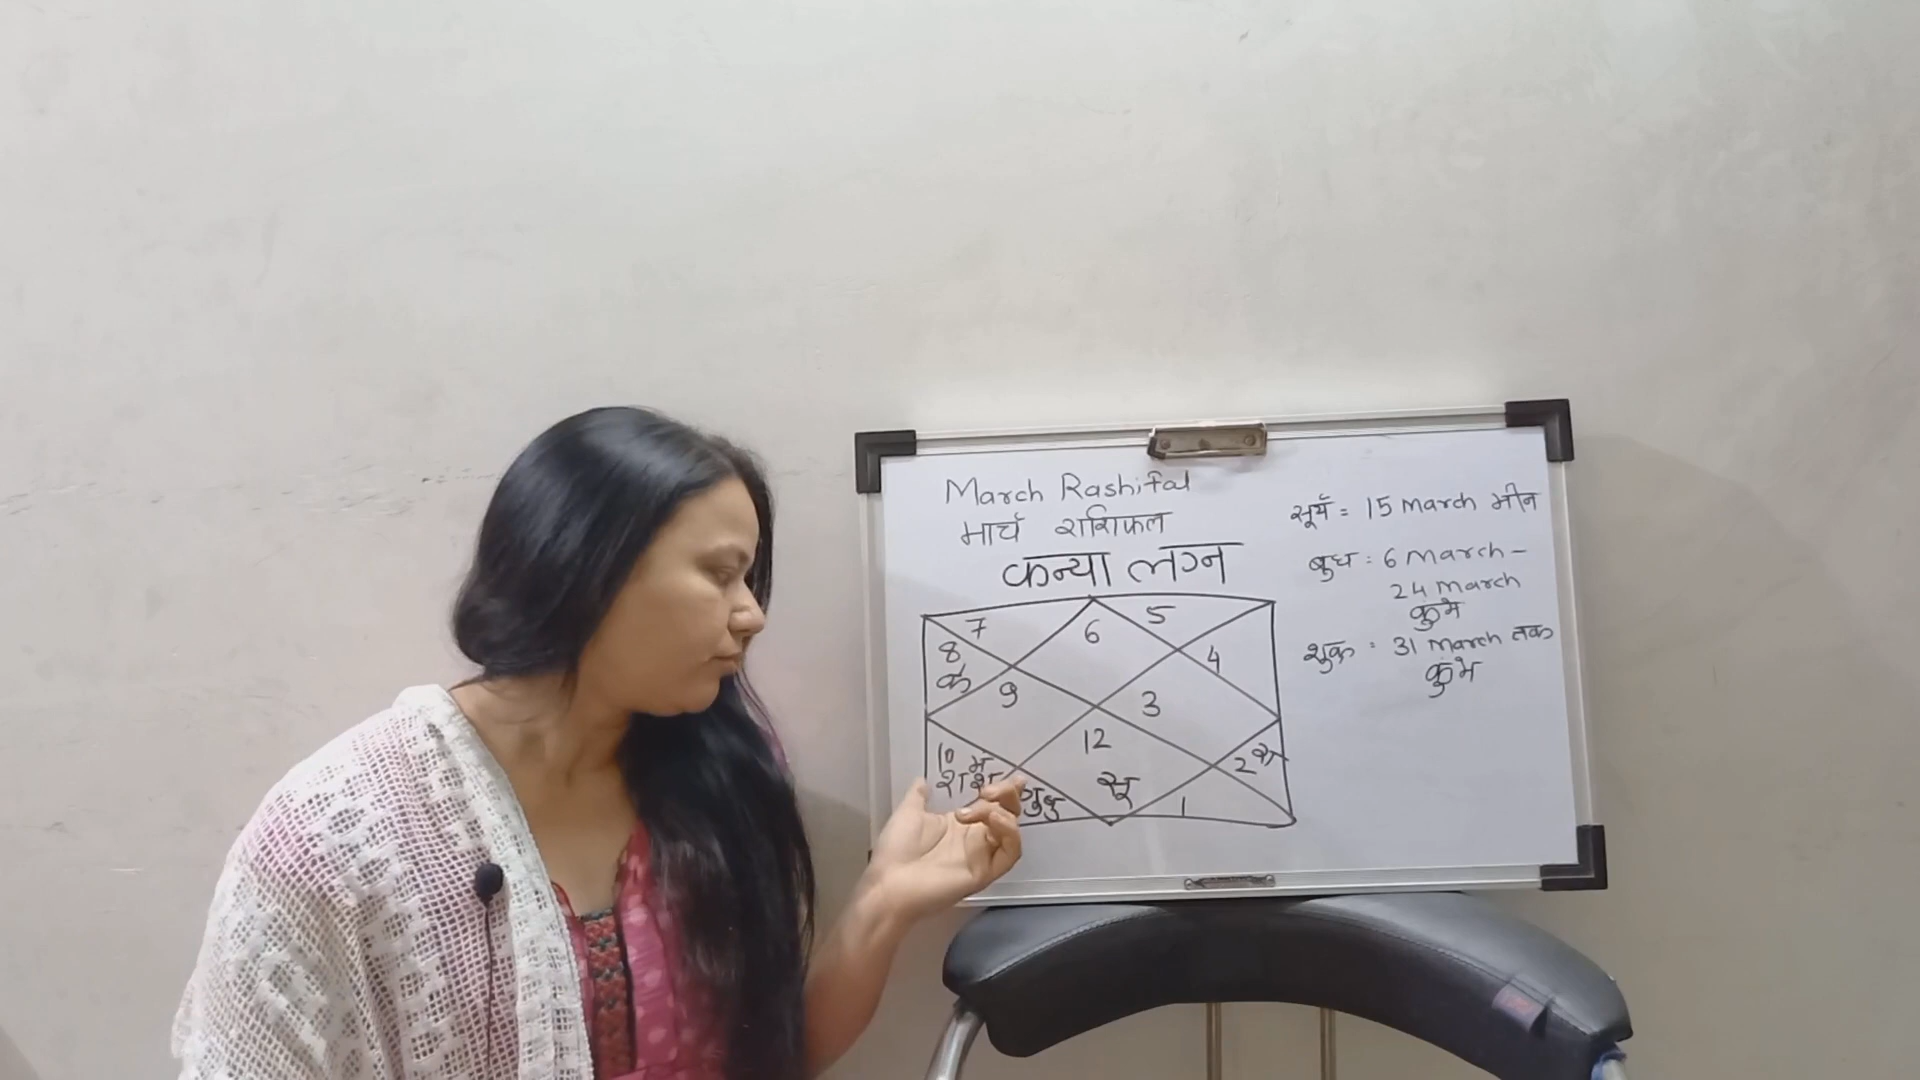 March Rashifal
मार्च राशिफल
कन्या लग्न
7
6
5
8
के
4
9
3
12
10 म
श शु
गु बु
सू
1
2 रा
सूर्य = 15 March मीन
बुध : 6 March -
24 March
कुंभ
शुक्र : 31 March तक
कुंभ